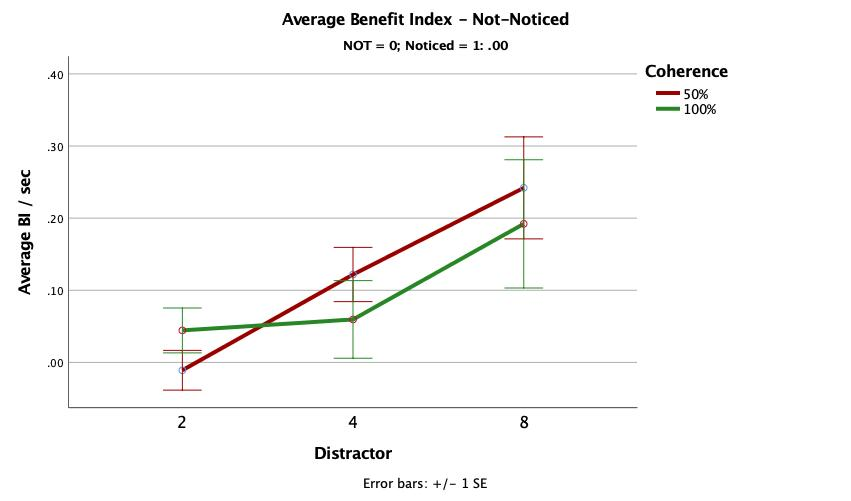 Average Benefit Index - Not-Noticed
NOT = 0; Noticed = 1: .00
Coherence
50%
100%
Average BI / sec
.40
.30
.20
.10
.00
2 4 8
Distractor
Error bars: +/- 1 SE